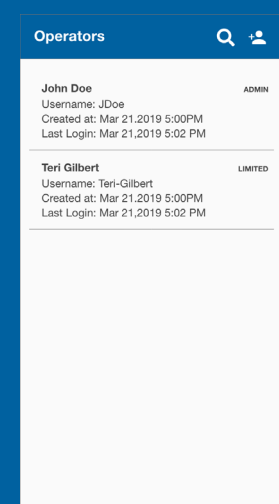 Operators
John Doe ADMIN
Username: JDoe
Created at: Mar 21.2019 5:00PM
Last Login: Mar 21,2019 5:02 PM
Teri Gilbert LIMITED
Username: Teri-Gilbert
Created at: Mar 21.2019 5:00PM
Last Login: Mar 21,2019 5:02 PM